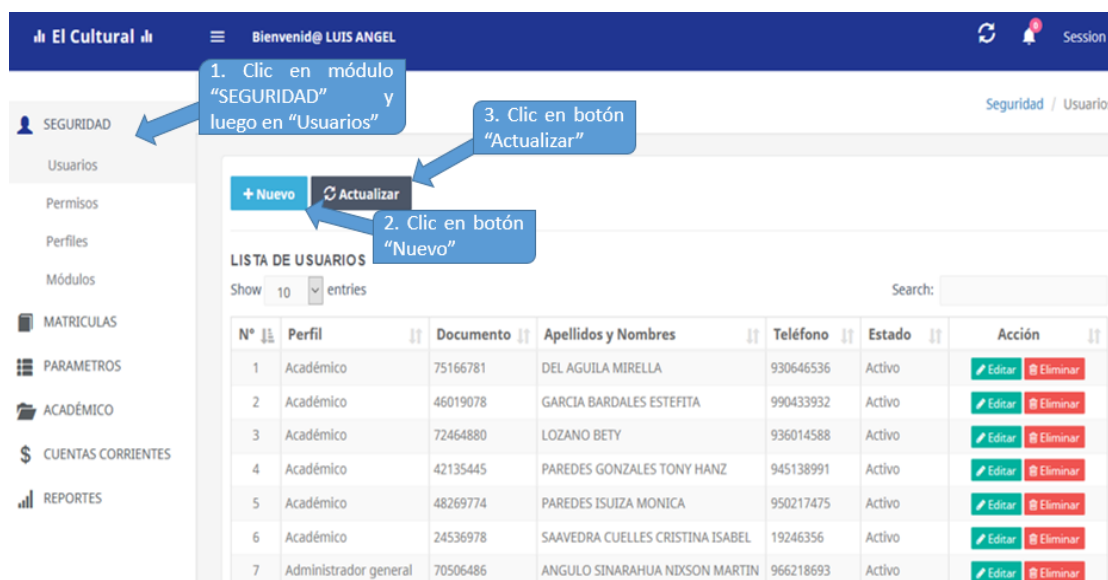 El Cultural
Bienvenid@ LUIS ANGEL
0
Session
1. Clic en módulo
“SEGURIDAD” y
luego en “Usuarios”
Seguridad / Usuario
3. Clic en botón
“Actualizar”
SEGURIDAD
Usuarios
Permisos
Perfiles
Módulos
MATRICULAS
PARAMETROS
ACADÉMICO
$ CUENTAS CORRIENTES
REPORTES
+ Nuevo Actualizar
2. Clic en botón
“Nuevo”
LISTA DE USUARIOS
Show 10 entries Search:
N° Perfil Documento Apellidos y Nombres Teléfono Estado Acción
1 Académico 75166781 DEL AGUILA MIRELLA 930646536 Activo Editar Eliminar
2 Académico 46019078 GARCIA BARDALES ESTEFITA 990433932 Activo Editar Eliminar
3 Académico 72464880 LOZANO BETY 936014588 Activo Editar Eliminar
4 Académico 42135445 PAREDES GONZALES TONY HANZ 945138991 Activo Editar Eliminar
5 Académico 48269774 PAREDES ISUIZA MONICA 950217475 Activo Editar Eliminar
6 Académico 24536978 SAAVEDRA CUELLES CRISTINA ISABEL 19246356 Activo Editar Eliminar
7 Administrador general 70506486 ANGULO SINARAHUA NIXSON MARTIN 966218693 Activo Editar Eliminar